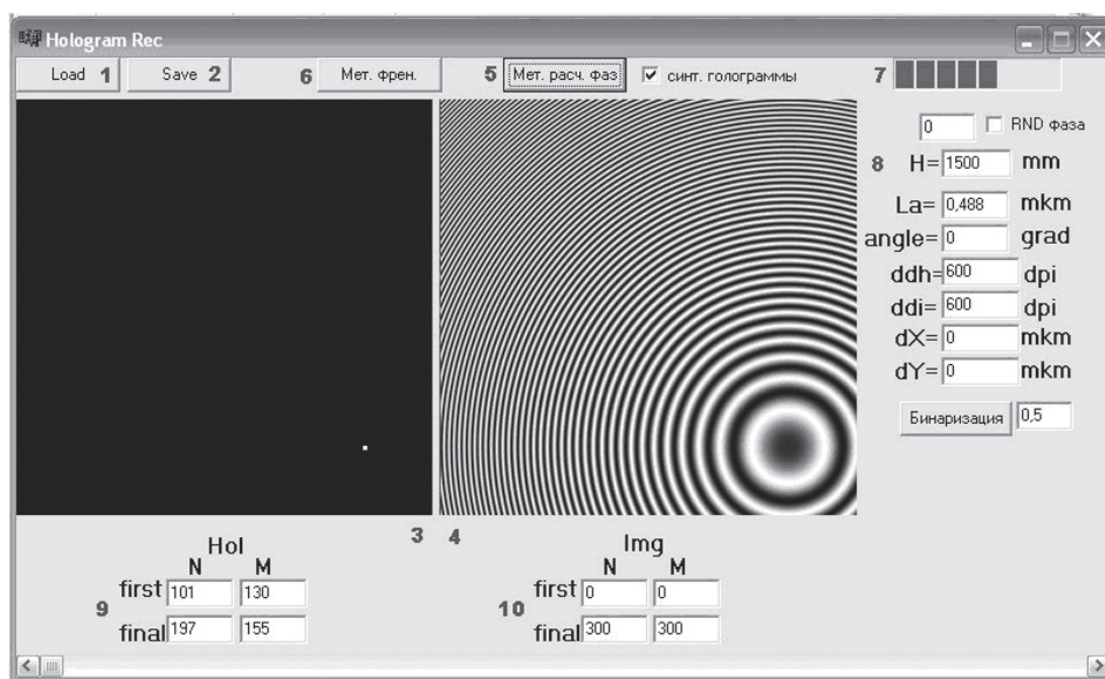 Hologram Rec
Load 1 Save 2 6 Мет. френ. 5 Мет. расч. фаз синт. голограммы 7
0 RND фаза
8 H= 1500 mm
La= 0,488 mkm
angle= 0 grad
ddh= 600 dpi
ddi= 600 dpi
dX= 0 mkm
dY= 0 mkm
Бинаризация 0,5
3 4
Hol
N M
first 101 130
9
final 197 155
Img
N M
first 0 0
10
final 300 300